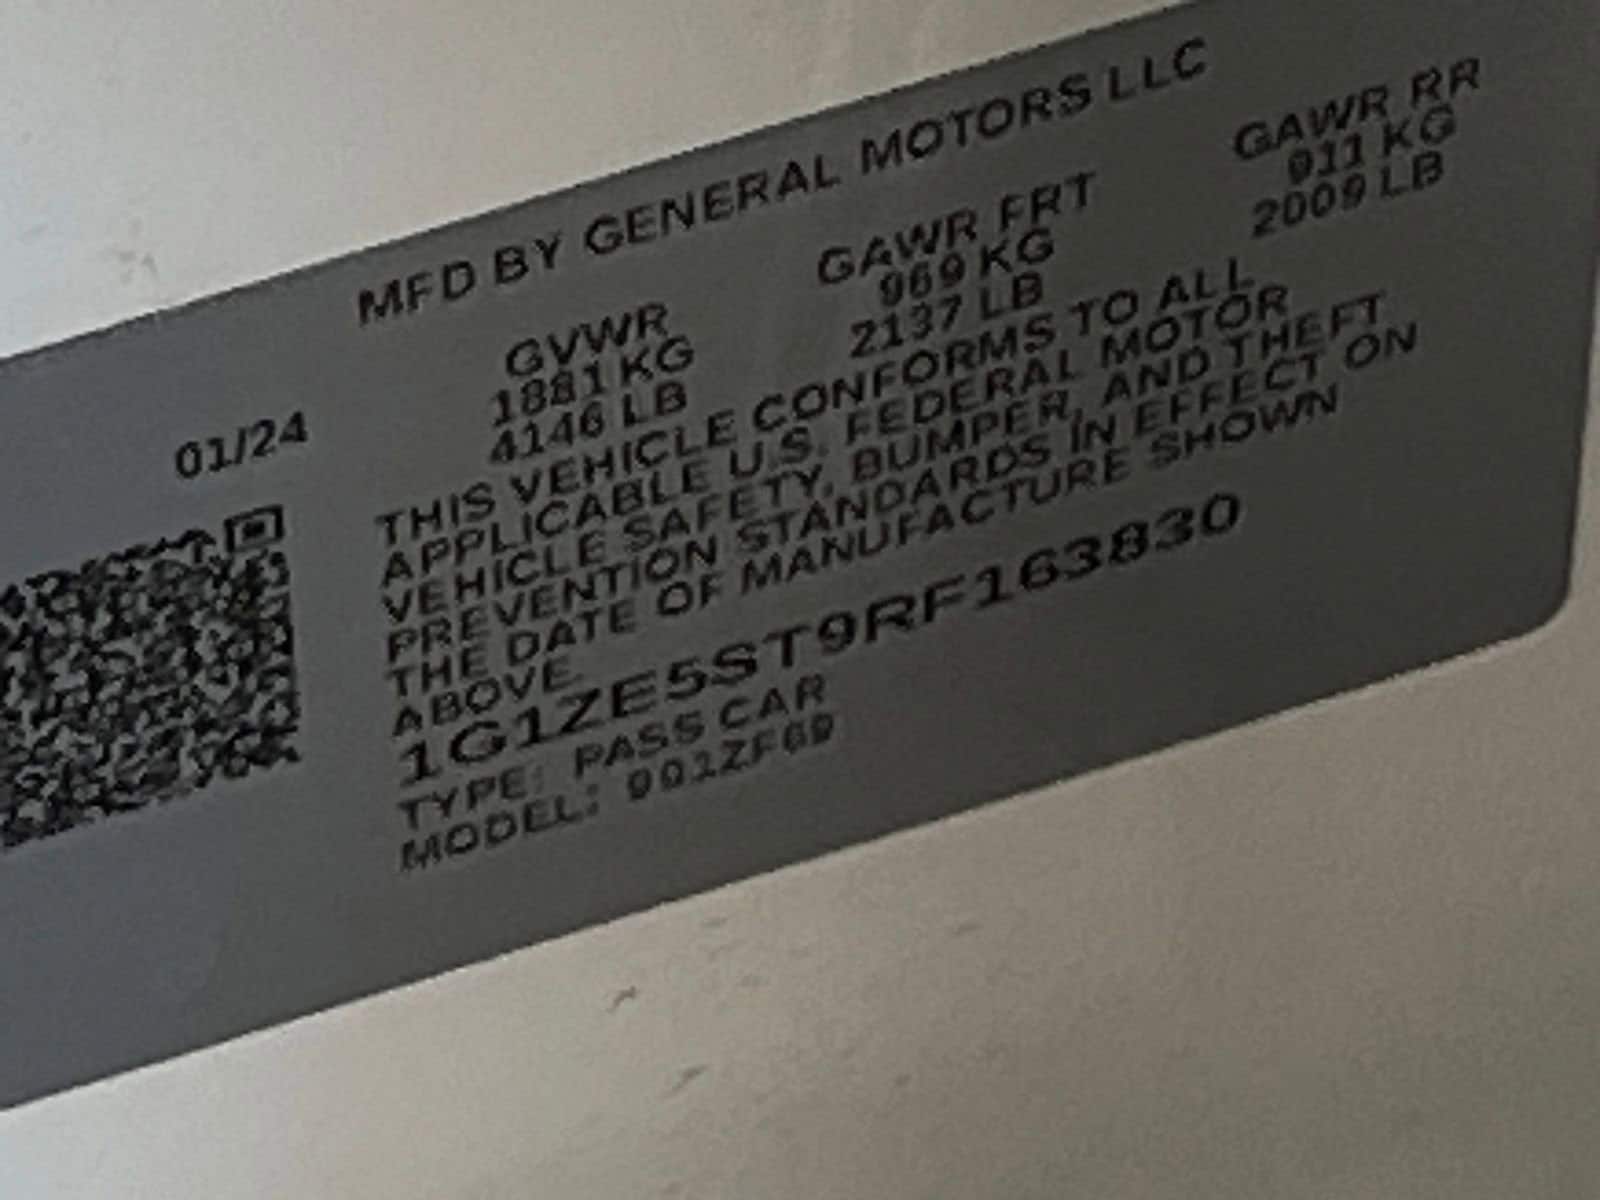 MFD BY GENERAL MOTORS LLC
01/24
GVWR
1881 KG
4146 LB
GAWR FRT
969 KG
2137 LB
GAWR RR
911 KG
2009 LB
THIS VEHICLE CONFORMS TO ALL
APPLICABLE U.S. FEDERAL MOTOR
VEHICLE SAFETY, BUMPER, AND THEFT
PREVENTION STANDARDS IN EFFECT ON
THE DATE OF MANUFACTURE SHOWN
ABOVE.
1G1ZE5ST9RF163830
TYPE: PASS CAR
MODEL: